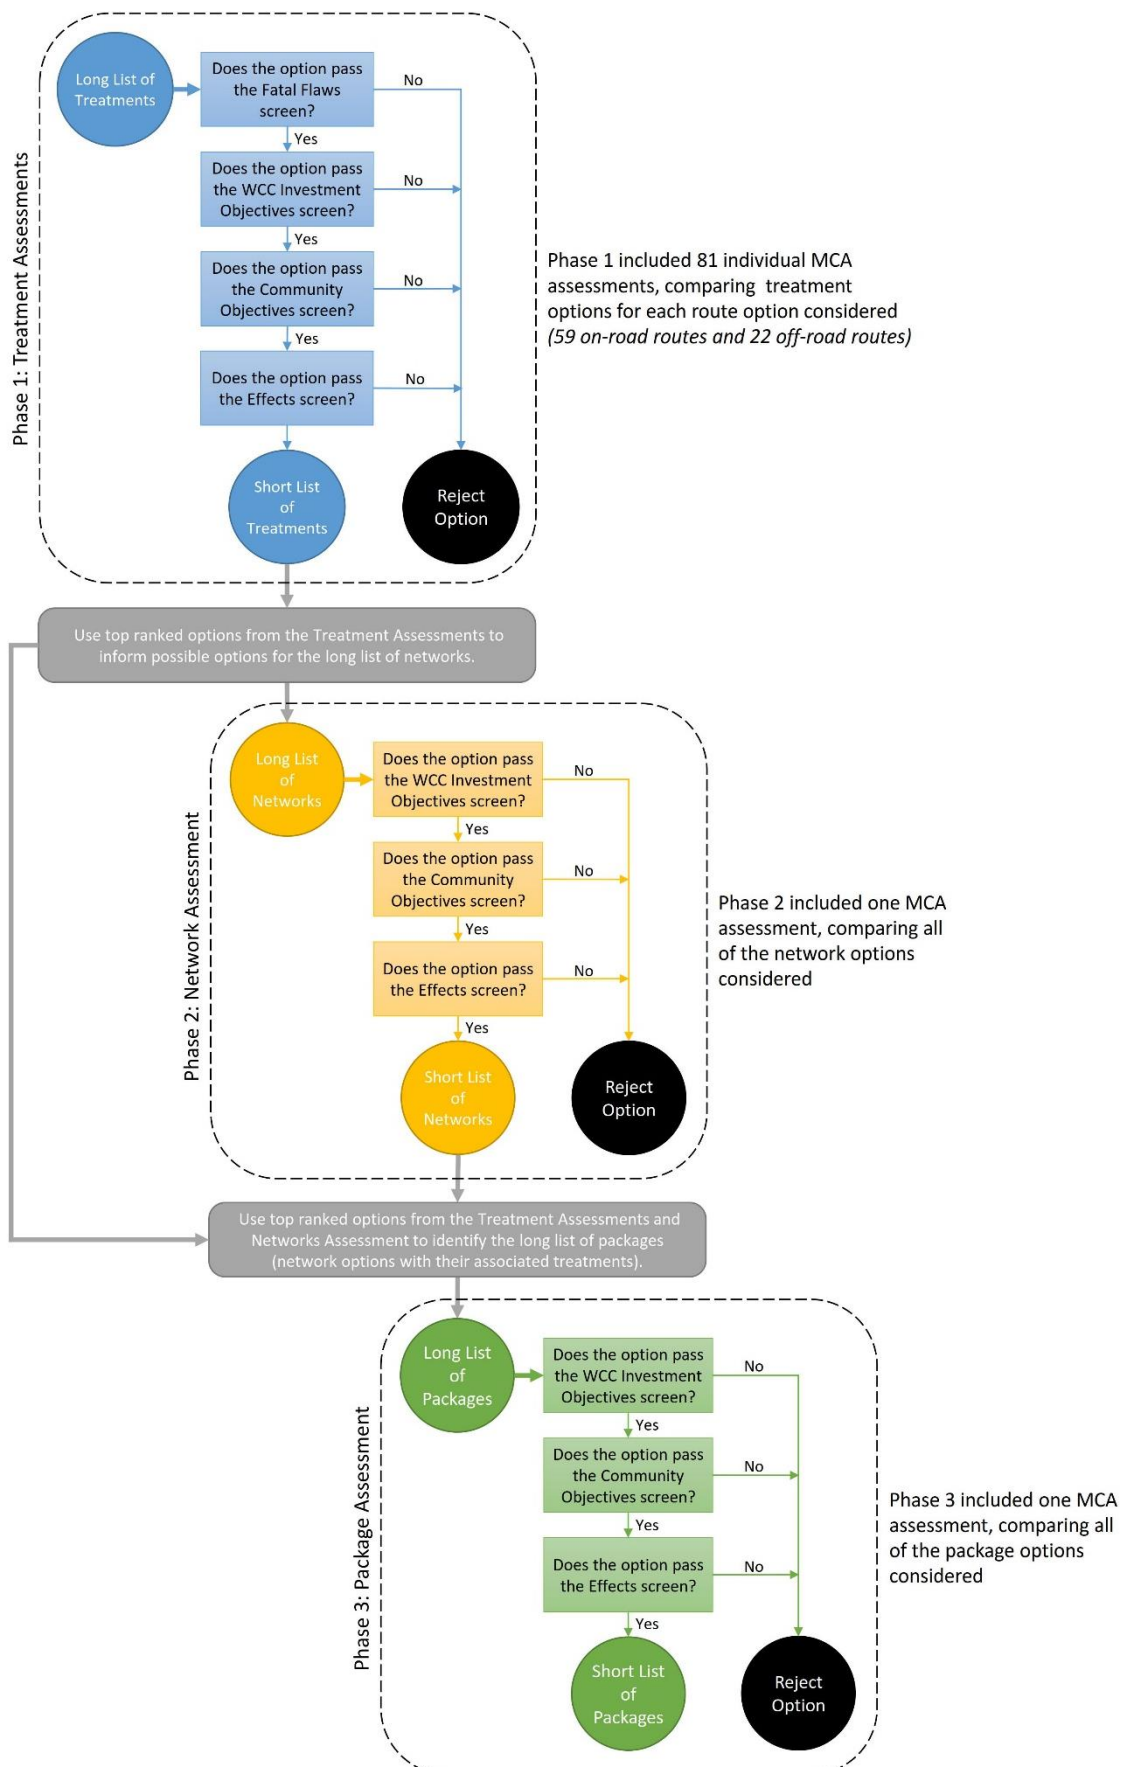 Phase 1: Treatment Assessments
Long List of
Treatments
Does the option pass
the Fatal Flaws
screen?
No
Yes
Does the option pass
the WCC Investment
Objectives screen?
No
Yes
Does the option pass
the Community
Objectives screen?
No
Yes
Does the option pass
the Effects screen?
No
Short List
of
Treatments
Reject
Option
Phase 1 included 81 individual MCA
assessments, comparing treatment
options for each route option considered
(59 on-road routes and 22 off-road routes)
Use top ranked options from the Treatment Assessments to
inform possible options for the long list of networks.
Phase 2: Network Assessment
Long List
of
Networks
Does the option pass
the WCC Investment
Objectives screen?
No
Yes
Does the option pass
the Community
Objectives screen?
No
Yes
Does the option pass
the Effects screen?
No
Yes
Short List
of
Networks
Reject
Option
Phase 2 included one MCA
assessment, comparing all
of the network options
considered
Use top ranked options from the Treatment Assessments and
Networks Assessment to identify the long list of packages
(network options with their associated treatments).
Phase 3: Package Assessment
Long List
of
Packages
Does the option pass
the WCC Investment
Objectives screen?
No
Yes
Does the option pass
the Community
Objectives screen?
No
Yes
Does the option pass
the Effects screen?
No
Yes
Short List
of
Packages
Reject
Option
Phase 3 included one MCA
assessment, comparing all
of the package options
considered